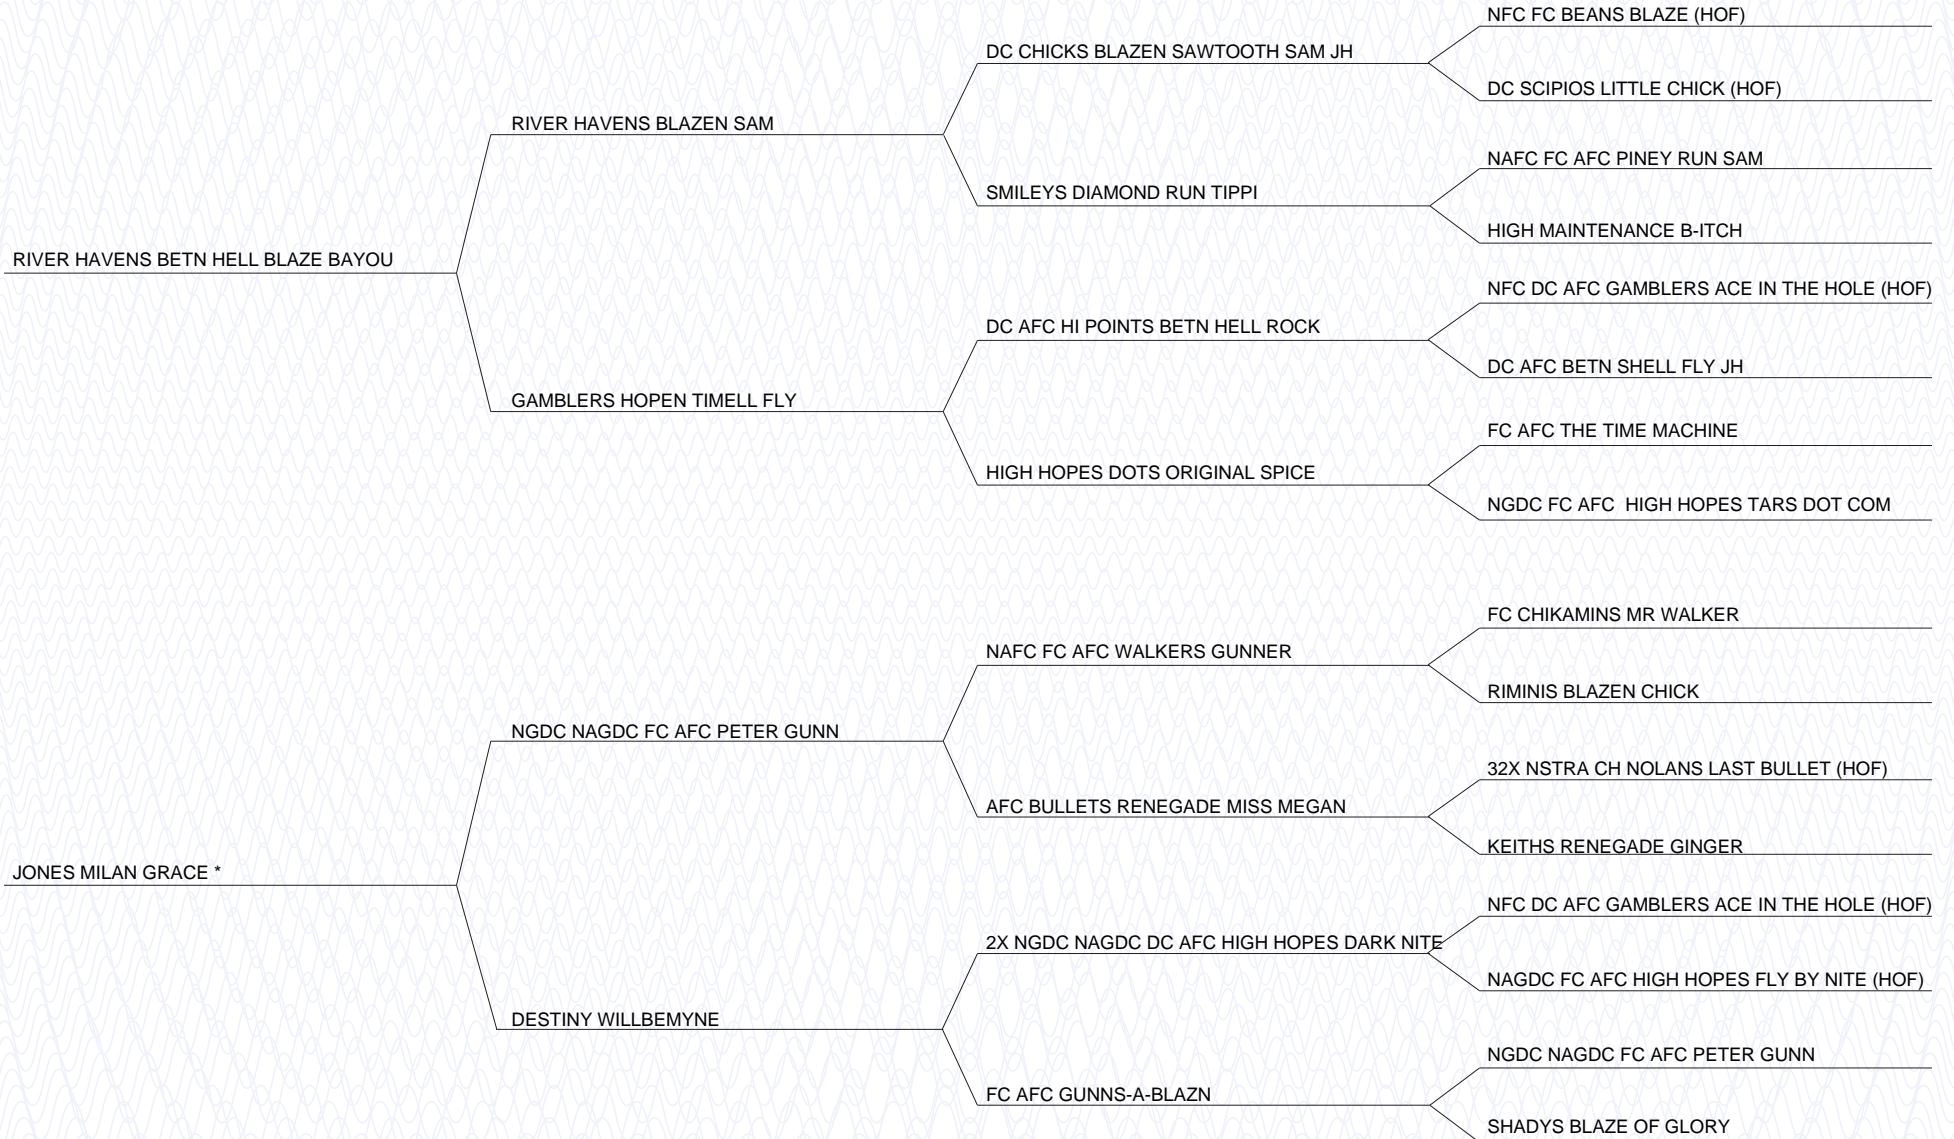 NFC FC BEANS BLAZE (HOF)
DC CHICKS BLAZEN SAWTOOTH SAM JH
DC SCIPIOS LITTLE CHICK (HOF)
RIVER HAVENS BLAZEN SAM
NAFC FC AFC PINEY RUN SAM
SMILEYS DIAMOND RUN TIPPI
HIGH MAINTENANCE B-ITCH
RIVER HAVENS BETN HELL BLAZE BAYOU
NFC DC AFC GAMBLERS ACE IN THE HOLE (HOF)
DC AFC HI POINTS BETN HELL ROCK
DC AFC BETN SHELL FLY JH
GAMBLERS HOPEN TIMELL FLY
FC AFC THE TIME MACHINE
HIGH HOPES DOTS ORIGINAL SPICE
NGDC FC AFC  HIGH HOPES TARS DOT COM
FC CHIKAMINS MR WALKER
NAFC FC AFC WALKERS GUNNER
RIMINIS BLAZEN CHICK
NGDC NAGDC FC AFC PETER GUNN
32X NSTRA CH NOLANS LAST BULLET (HOF)
AFC BULLETS RENEGADE MISS MEGAN
KEITHS RENEGADE GINGER
JONES MILAN GRACE *
NFC DC AFC GAMBLERS ACE IN THE HOLE (HOF)
2X NGDC NAGDC DC AFC HIGH HOPES DARK NITE
NAGDC FC AFC HIGH HOPES FLY BY NITE (HOF)
DESTINY WILLBEMYNE
NGDC NAGDC FC AFC PETER GUNN
FC AFC GUNNS-A-BLAZN
SHADYS BLAZE OF GLORY